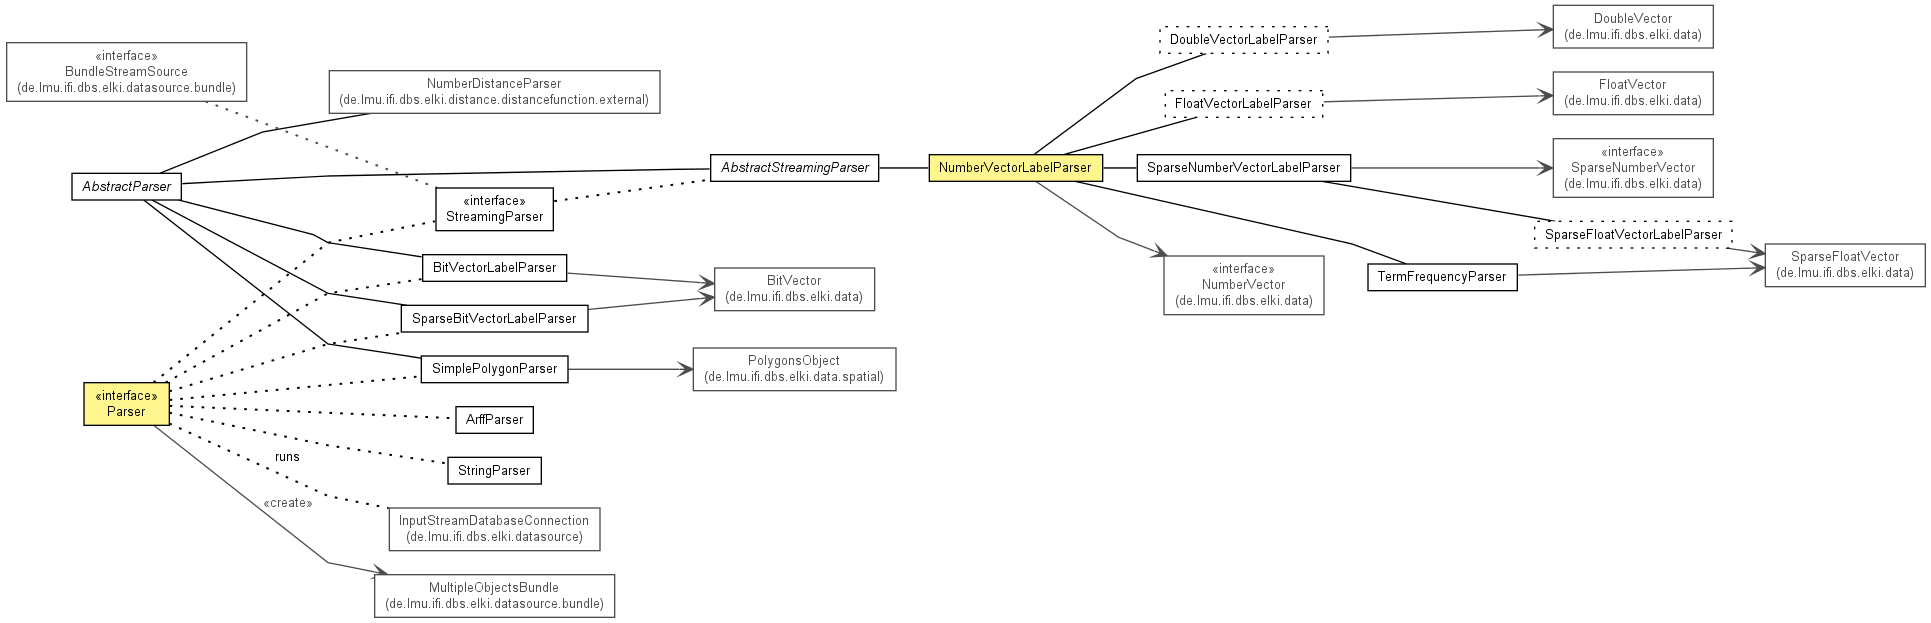 «interface»
BundleStreamSource
(de.lmu.ifi.dbs.elki.datasource.bundle)
NumberDistanceParser
(de.lmu.ifi.dbs.elki.distance.distancefunction.external)
AbstractParser
«interface»
StreamingParser
AbstractStreamingParser
BitVectorLabelParser
SparseBitVectorLabelParser
SimplePolygonParser
«interface»
Parser
ArffParser
StringParser
runs
«create»
InputStreamDatabaseConnection
(de.lmu.ifi.dbs.elki.datasource)
MultipleObjectsBundle
(de.lmu.ifi.dbs.elki.datasource.bundle)
BitVector
(de.lmu.ifi.dbs.elki.data)
PolygonsObject
(de.lmu.ifi.dbs.elki.data.spatial)
NumberVectorLabelParser
DoubleVectorLabelParser
FloatVectorLabelParser
SparseNumberVectorLabelParser
«interface»
NumberVector
(de.lmu.ifi.dbs.elki.data)
TermFrequencyParser
DoubleVector
(de.lmu.ifi.dbs.elki.data)
FloatVector
(de.lmu.ifi.dbs.elki.data)
«interface»
SparseNumberVector
(de.lmu.ifi.dbs.elki.data)
SparseFloatVectorLabelParser
SparseFloatVector
(de.lmu.ifi.dbs.elki.data)